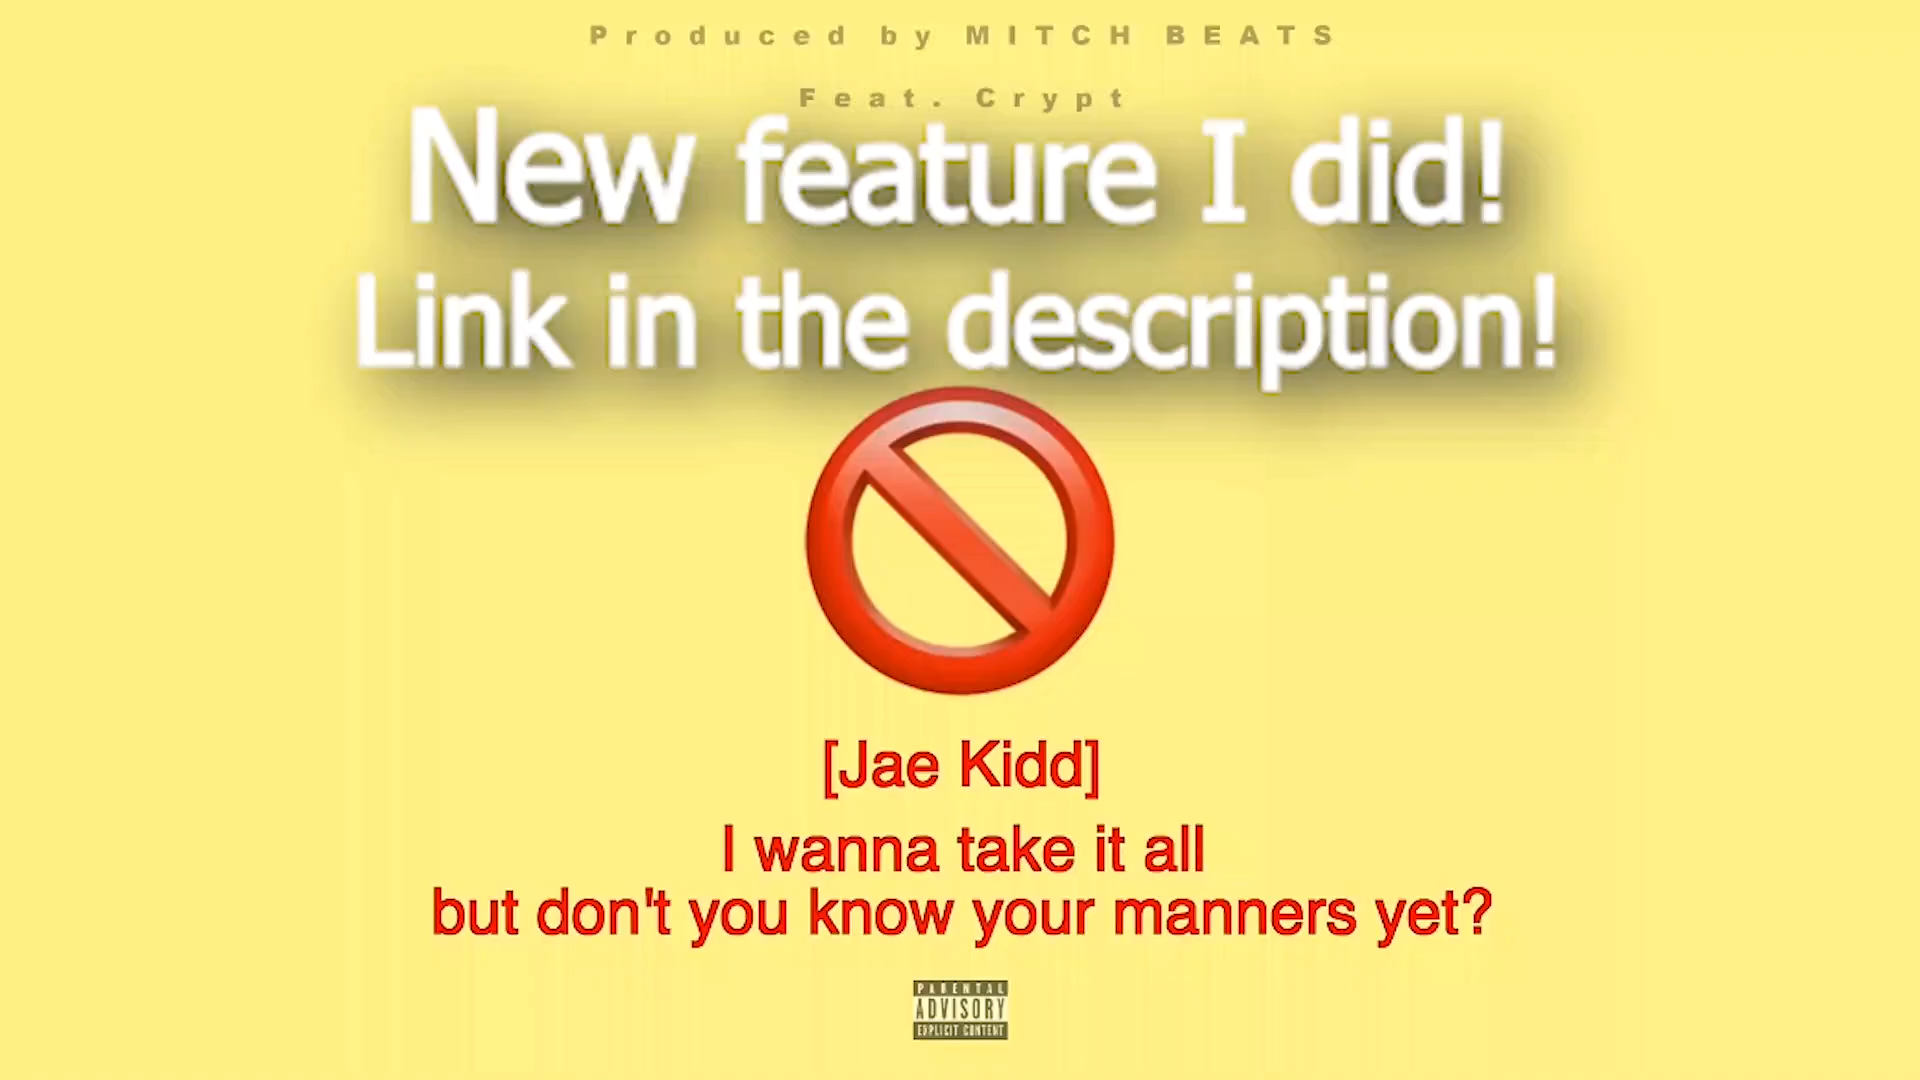 Produced by MITCH BEATS
Feat. Crypt
New feature I did!
Link in the description!
[Jae Kidd]
I wanna take it all
but don't you know your manners yet?
PARENTAL
ADVISORY
EXPLICIT CONTENT